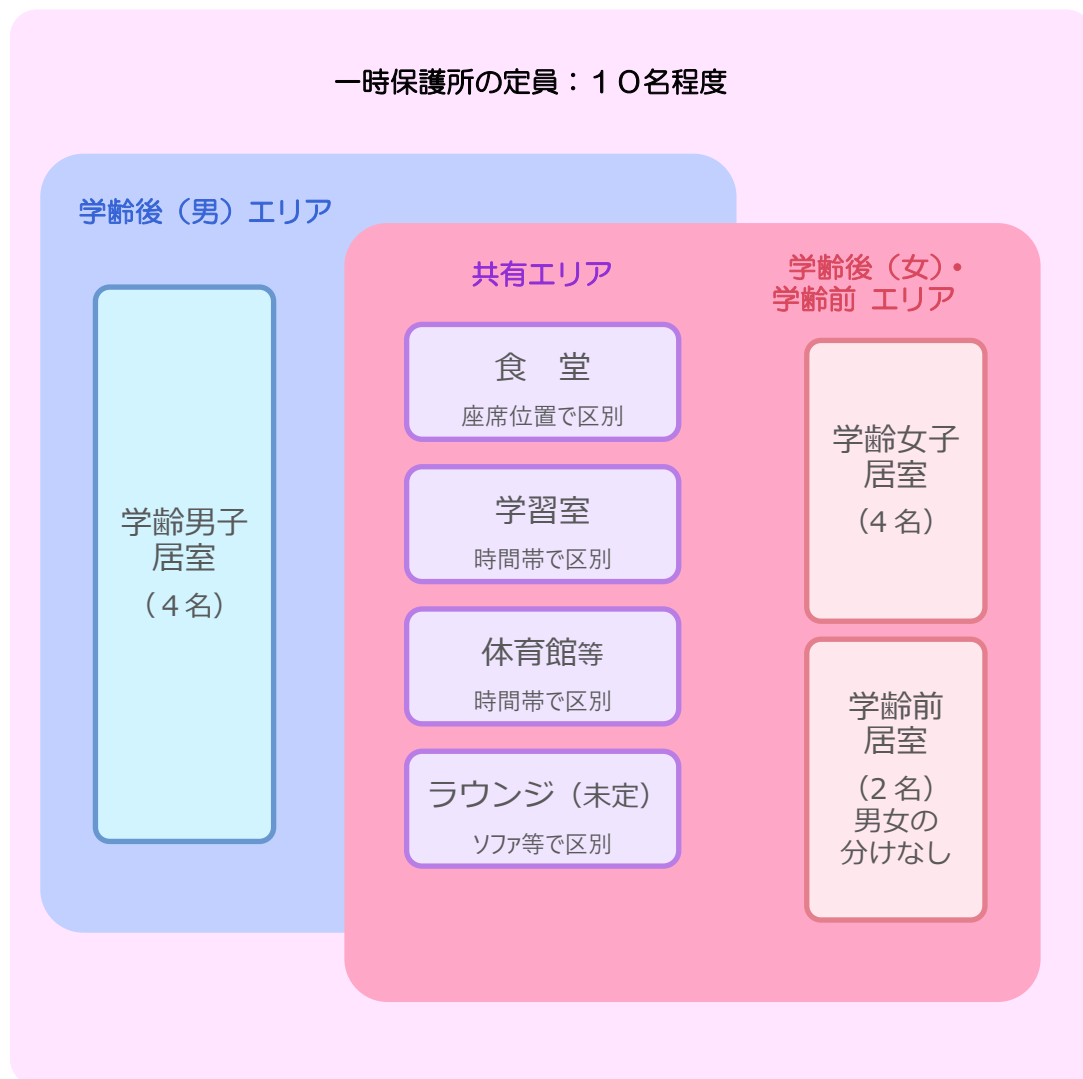 一時保護所の定員：１０名程度
学齢後（男）エリア
学齢男子
居室
（４名）
共有エリア
食　堂
座席位置で区別
学習室
時間帯で区別
体育館等
時間帯で区別
ラウンジ（未定）
ソファ等で区別
学齢後（女）・
学齢前 エリア
学齢女子
居室
（４名）
学齢前
居室
（２名）
男女の
分けなし